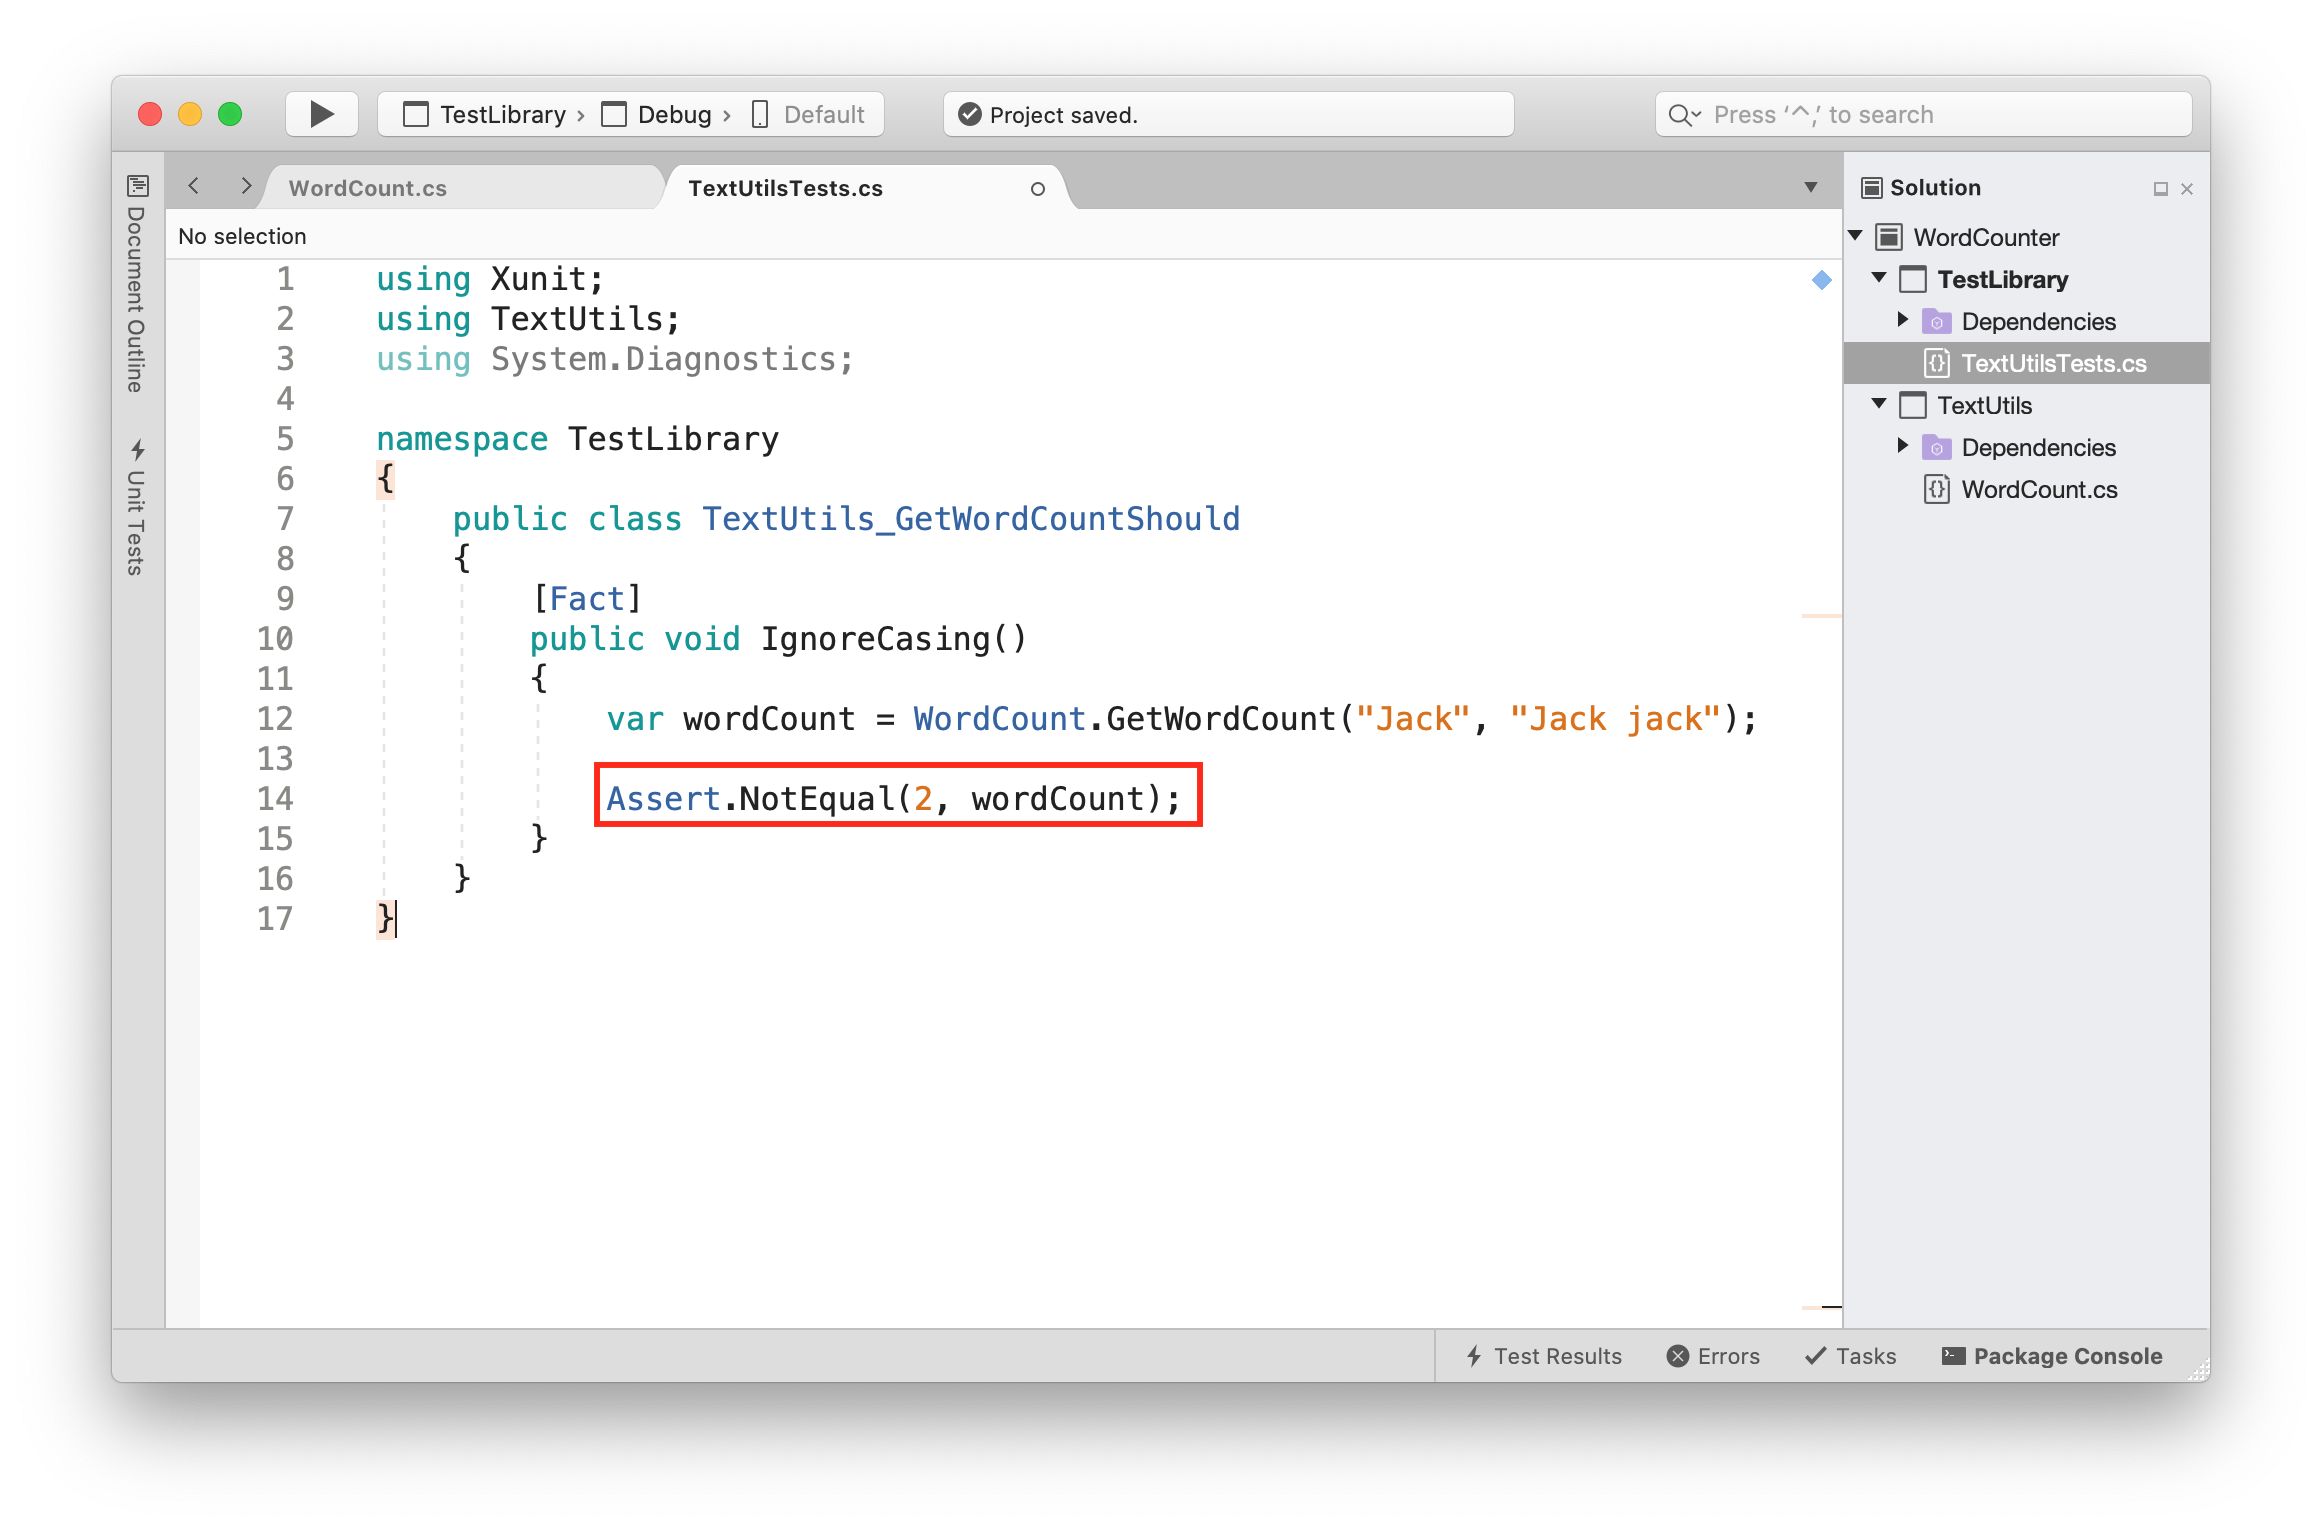 TestLibrary › Debug › Default
Project saved.
Press ‘^,’ to search
Document Outline
Unit Tests
WordCount.cs
TextUtilsTests.cs
No selection
1 using Xunit;
2 using TextUtils;
3 using System.Diagnostics;
4
5 namespace TestLibrary
6 {
7 public class TextUtils_GetWordCountShould
8 {
9 [Fact]
10 public void IgnoreCasing()
11 {
12 var wordCount = WordCount.GetWordCount("Jack", "Jack jack");
13
14 Assert.NotEqual(2, wordCount);
15 }
16 }
17 }
Solution
WordCounter
TestLibrary
Dependencies
TextUtilsTests.cs
TextUtils
Dependencies
WordCount.cs
Test Results
Errors
Tasks
Package Console